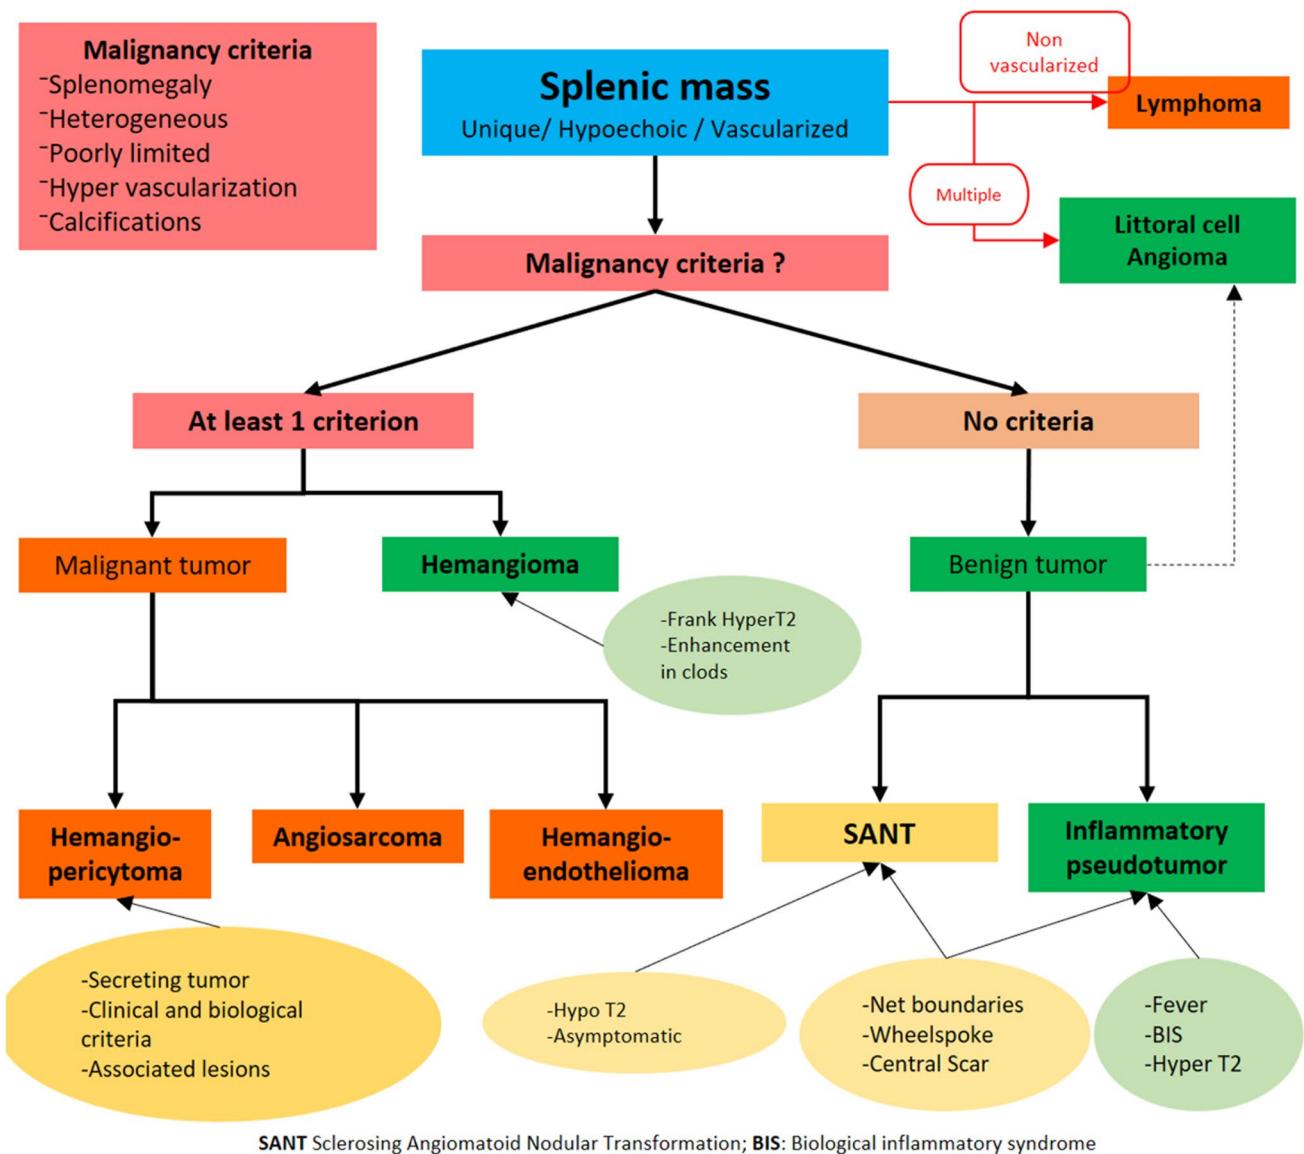 Malignancy criteria
-Splenomegaly
-Heterogeneous
-Poorly limited
-Hyper vascularization
-Calcifications
Splenic mass
Unique/ Hypoechoic / Vascularized
Non
vascularized
Lymphoma
Multiple
Littoral cell
Angioma
Malignancy criteria ?
At least 1 criterion
No criteria
Malignant tumor
Hemangioma
Benign tumor
-Frank HyperT2
-Enhancement
in clods
Hemangio-
pericytoma
Angiosarcoma
Hemangio-
endothelioma
SANT
Inflammatory
pseudotumor
-Secreting tumor
-Clinical and biological
criteria
-Associated lesions
-Hypo T2
-Asymptomatic
-Net boundaries
-Wheelspoke
-Central Scar
-Fever
-BIS
-Hyper T2
SANT Sclerosing Angiomatoid Nodular Transformation; BIS: Biological inflammatory syndrome